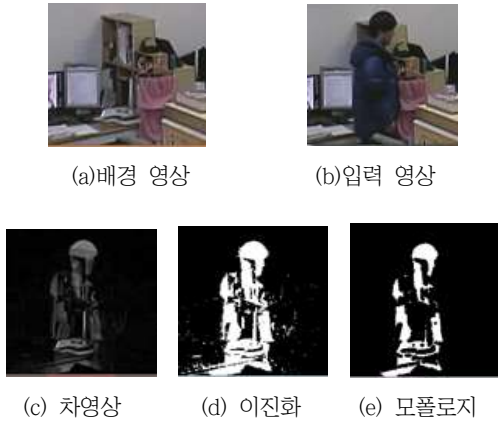 (a)배경 영상
(b)입력 영상
(c) 차영상
(d) 이진화
(e) 모폴로지